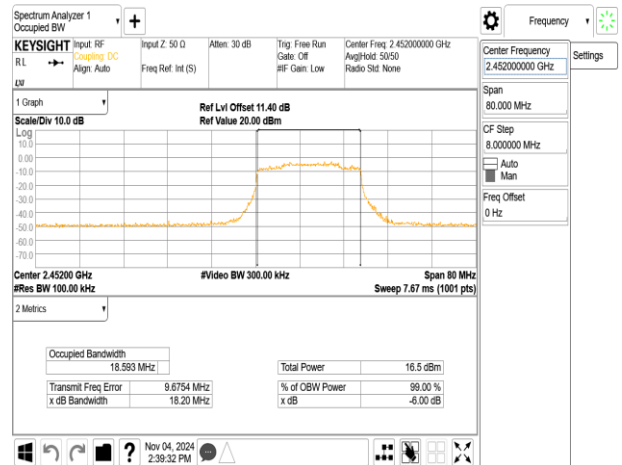 Spectrum Analyzer 1
Occupied BW
KEYSIGHT
R L
LXI
Input: RF
Coupling: DC
Align: Auto
Input Z: 50 Ω
Freq Ref: Int (S)
Atten: 30 dB
Trig: Free Run
Gate: Off
#IF Gain: Low
Center Freq: 2.452000000 GHz
Avg|Hold: 50/50
Radio Std: None
1 Graph
Scale/Div 10.0 dB
Ref Lvl Offset 11.40 dB
Ref Value 20.00 dBm
Log
10.0
0.00
-10.0
-20.0
-30.0
-40.0
-50.0
-60.0
-70.0
Center 2.45200 GHz
#Res BW 100.00 kHz
#Video BW 300.00 kHz
Span 80 MHz
Sweep 7.67 ms (1001 pts)
2 Metrics
Occupied Bandwidth
18.593 MHz
Transmit Freq Error 9.6754 MHz
x dB Bandwidth 18.20 MHz
Total Power 16.5 dBm
% of OBW Power 99.00 %
x dB -6.00 dB
Nov 04, 2024
2:39:32 PM
?
Frequency
Settings
Center Frequency
2.452000000 GHz
Span
80.000 MHz
CF Step
8.000000 MHz
Auto
Man
Freq Offset
0 Hz